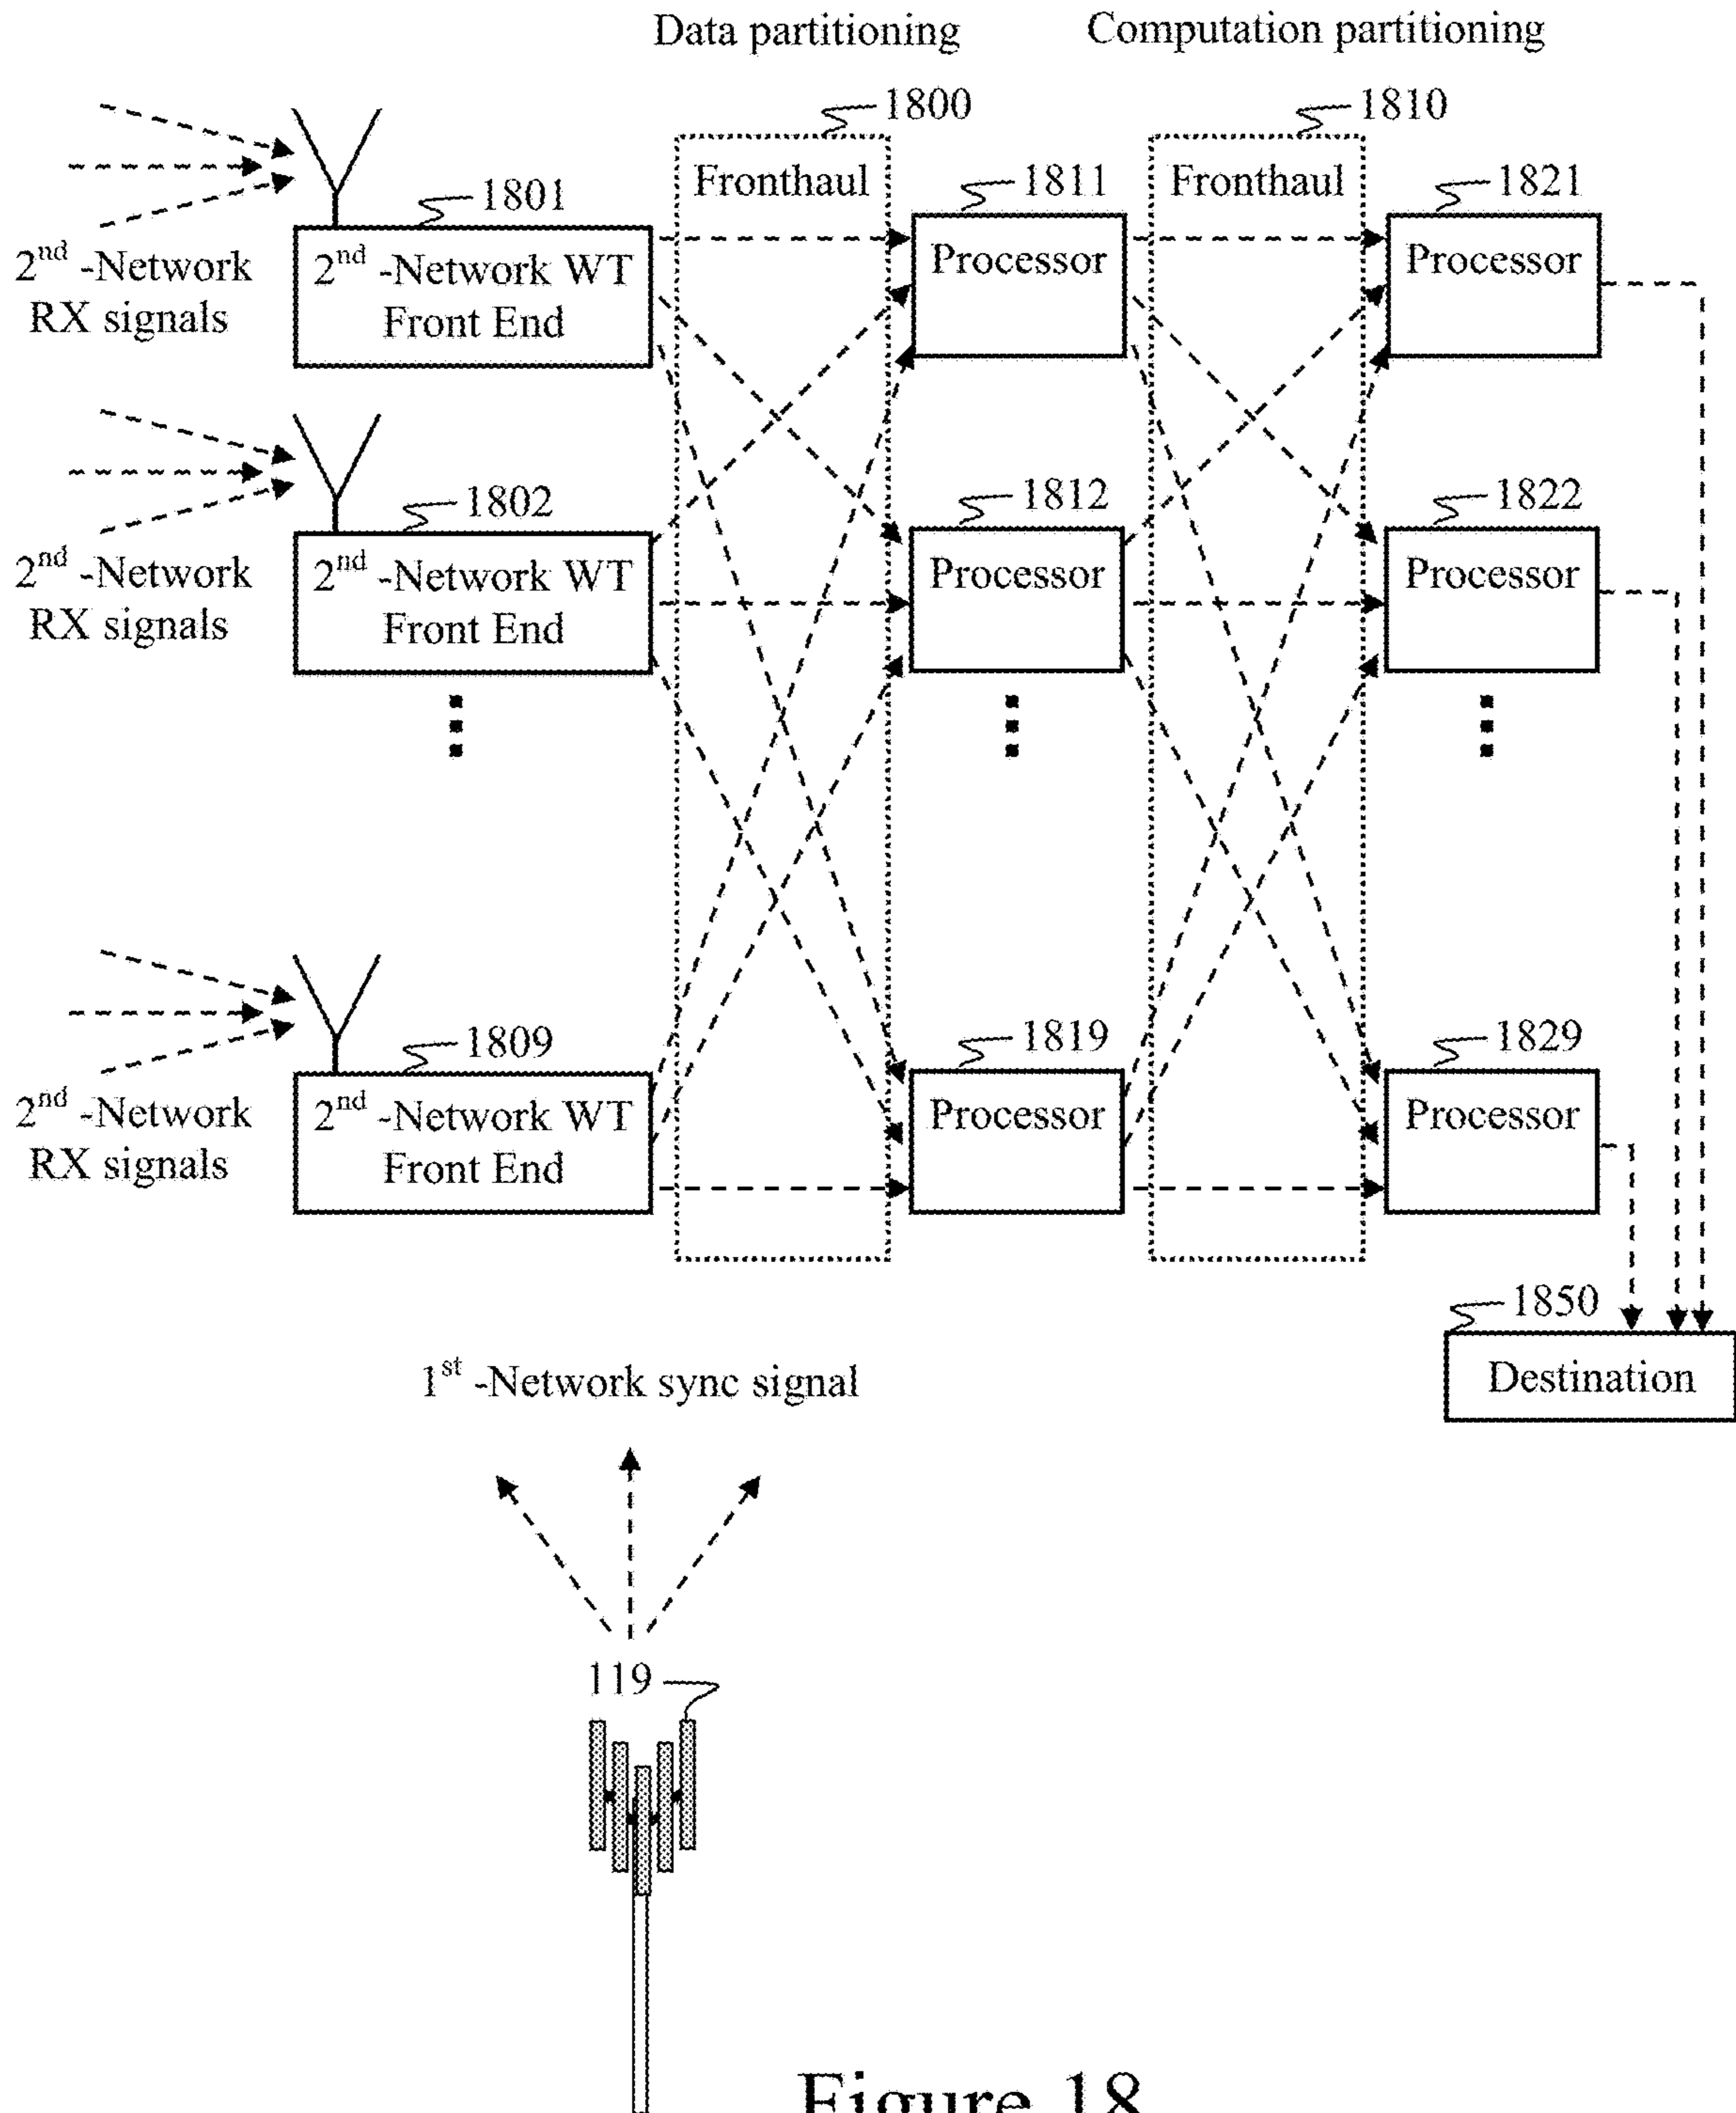 Data partitioning
Computation partitioning
1800
1810
Fronthaul
Fronthaul
1801
1811
1821
2nd -Network
RX signals
2nd -Network WT
Front End
Processor
Processor
1802
1812
1822
2nd -Network
RX signals
2nd -Network WT
Front End
Processor
Processor
1809
1819
1829
2nd -Network
RX signals
2nd -Network WT
Front End
Processor
Processor
1850
Destination
1st -Network sync signal
119
Figure 18